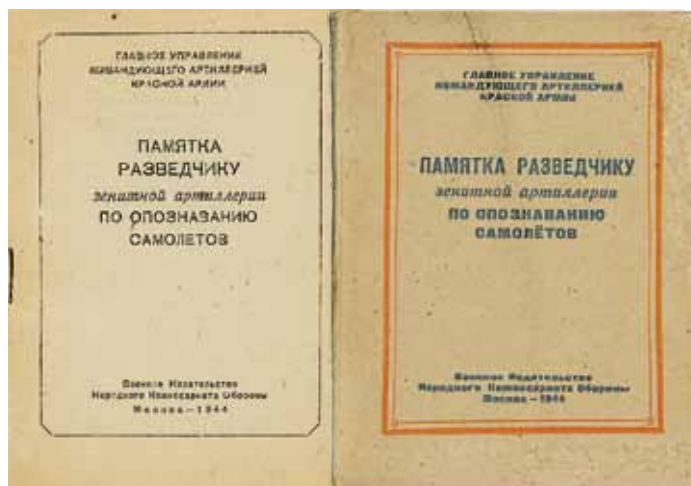 ГЛАВНОЕ УПРАВЛЕНИЕ
КОМАНДУЮЩЕГО АРТИЛЛЕРИЕЙ
КРАСНОЙ АРМИИ
ПАМЯТКА
РАЗВЕДЧИКУ
зенитной артиллерии
ПО ОПОЗНАВАНИЮ
САМОЛЕТОВ
Военное Издательство
Народного Комиссариата Обороны
Москва — 1944
ГЛАВНОЕ УПРАВЛЕНИЕ
КОМАНДУЮЩЕГО АРТИЛЛЕРИЕЙ
КРАСНОЙ АРМИИ
ПАМЯТКА РАЗВЕДЧИКУ
зенитной артиллерии
ПО ОПОЗНАВАНИЮ
САМОЛЁТОВ
Военное Издательство
Народного Комиссариата Обороны
Москва — 1944